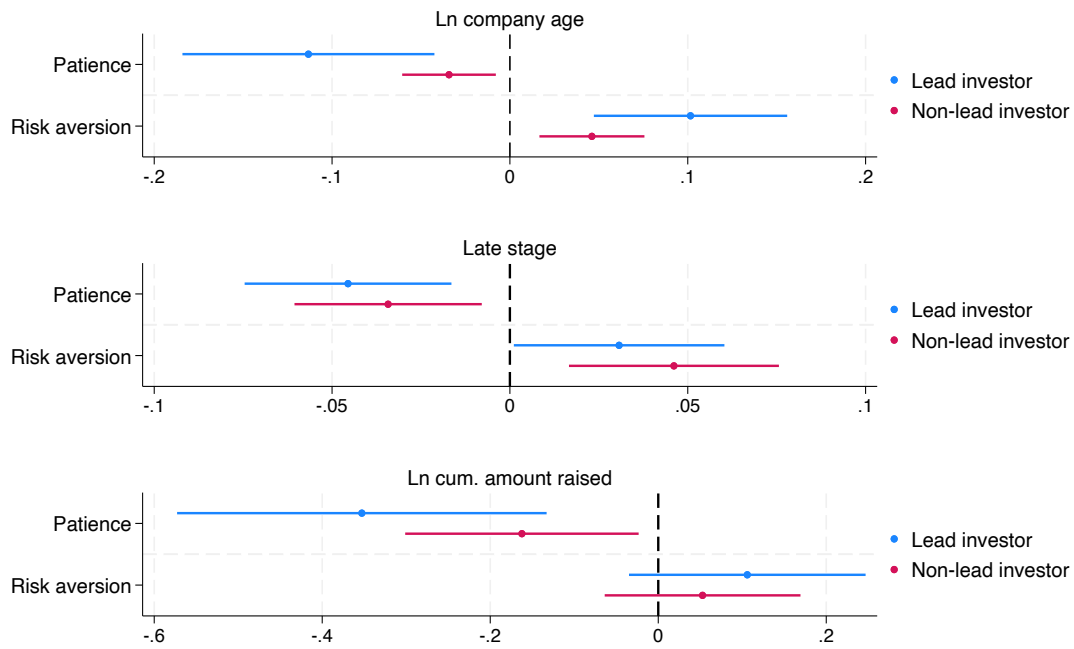 Ln company age
Patience
Risk aversion
-.2 -.1 0 .1 .2
Lead investor
Non-lead investor
Late stage
Patience
Risk aversion
-.1 -.05 0 .05 .1
Lead investor
Non-lead investor
Ln cum. amount raised
Patience
Risk aversion
-.6 -.4 -.2 0 .2
Lead investor
Non-lead investor